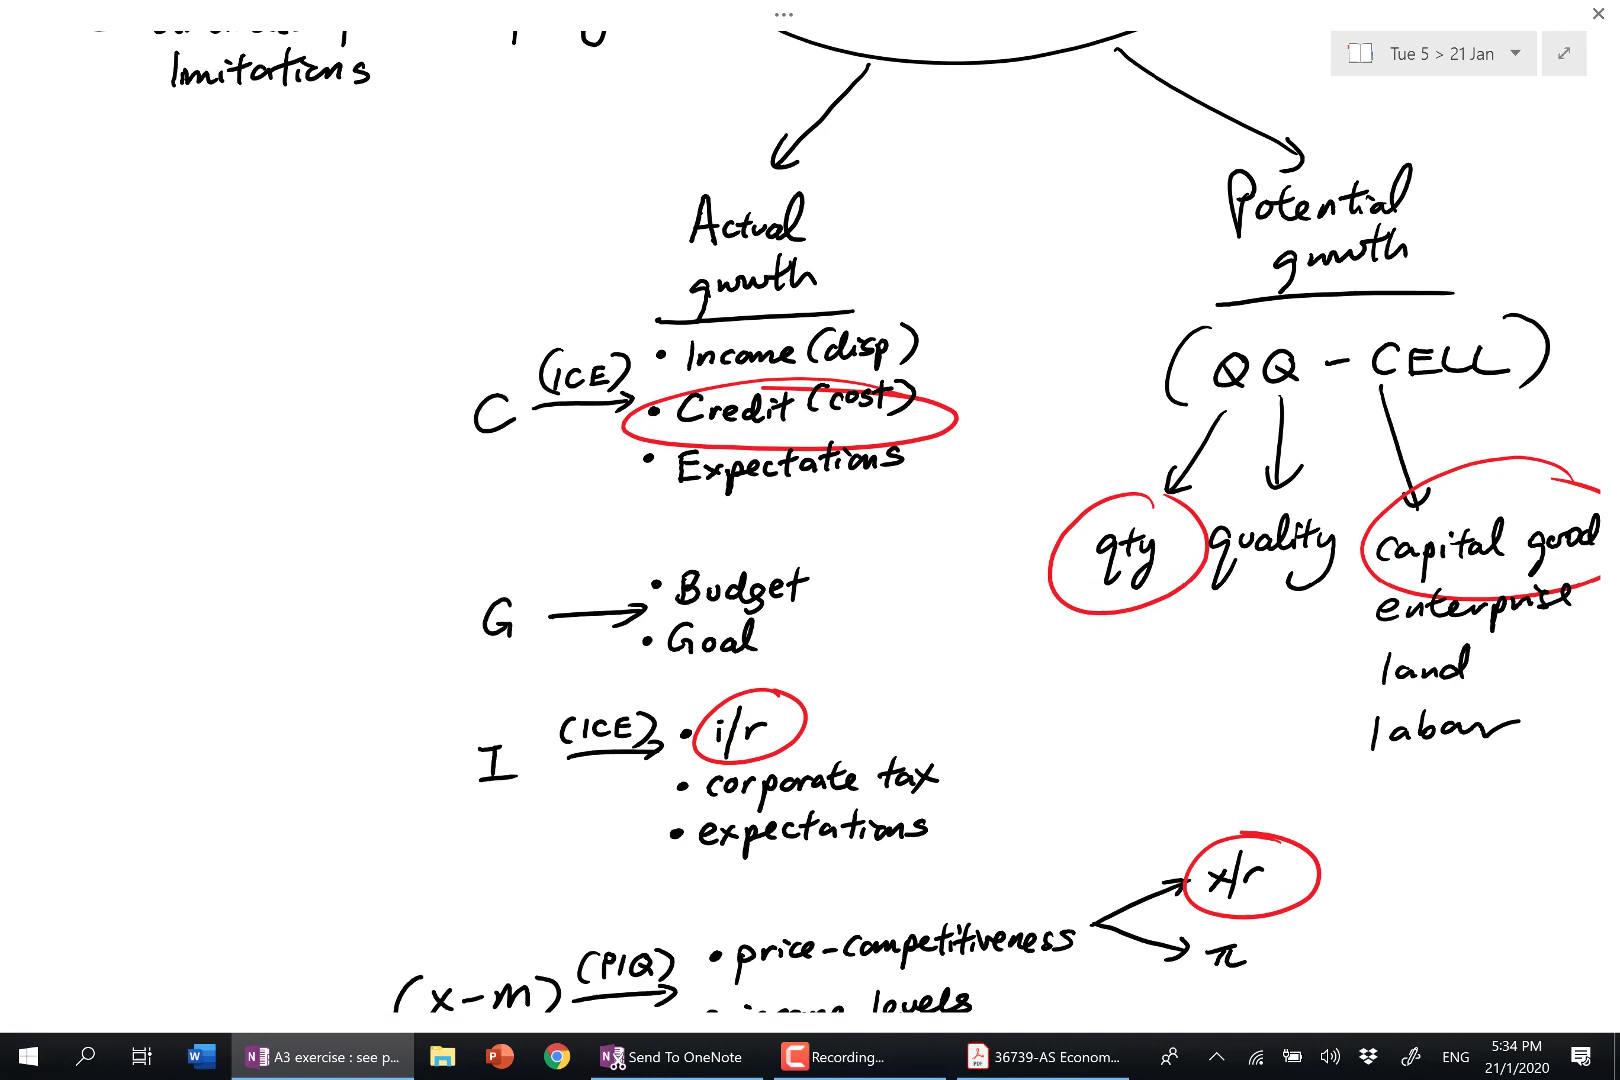 limitations
Tue 5 > 21 Jan
Actual
growth
Potential
growth
C (ICE)
• Income (disp)
• Credit (cost)
• Expectations
(QQ - CELL)
qty quality capital good
enterprise
land
labour
G
• Budget
• Goal
I (ICE)
• i/r
• corporate tax
• expectations
(x-m) (PIQ)
• price-competitiveness
x/r
π
• income levels
A3 exercise : see p...
Send To OneNote
Recording...
36739-AS Econom...
ENG
5:34 PM
21/1/2020